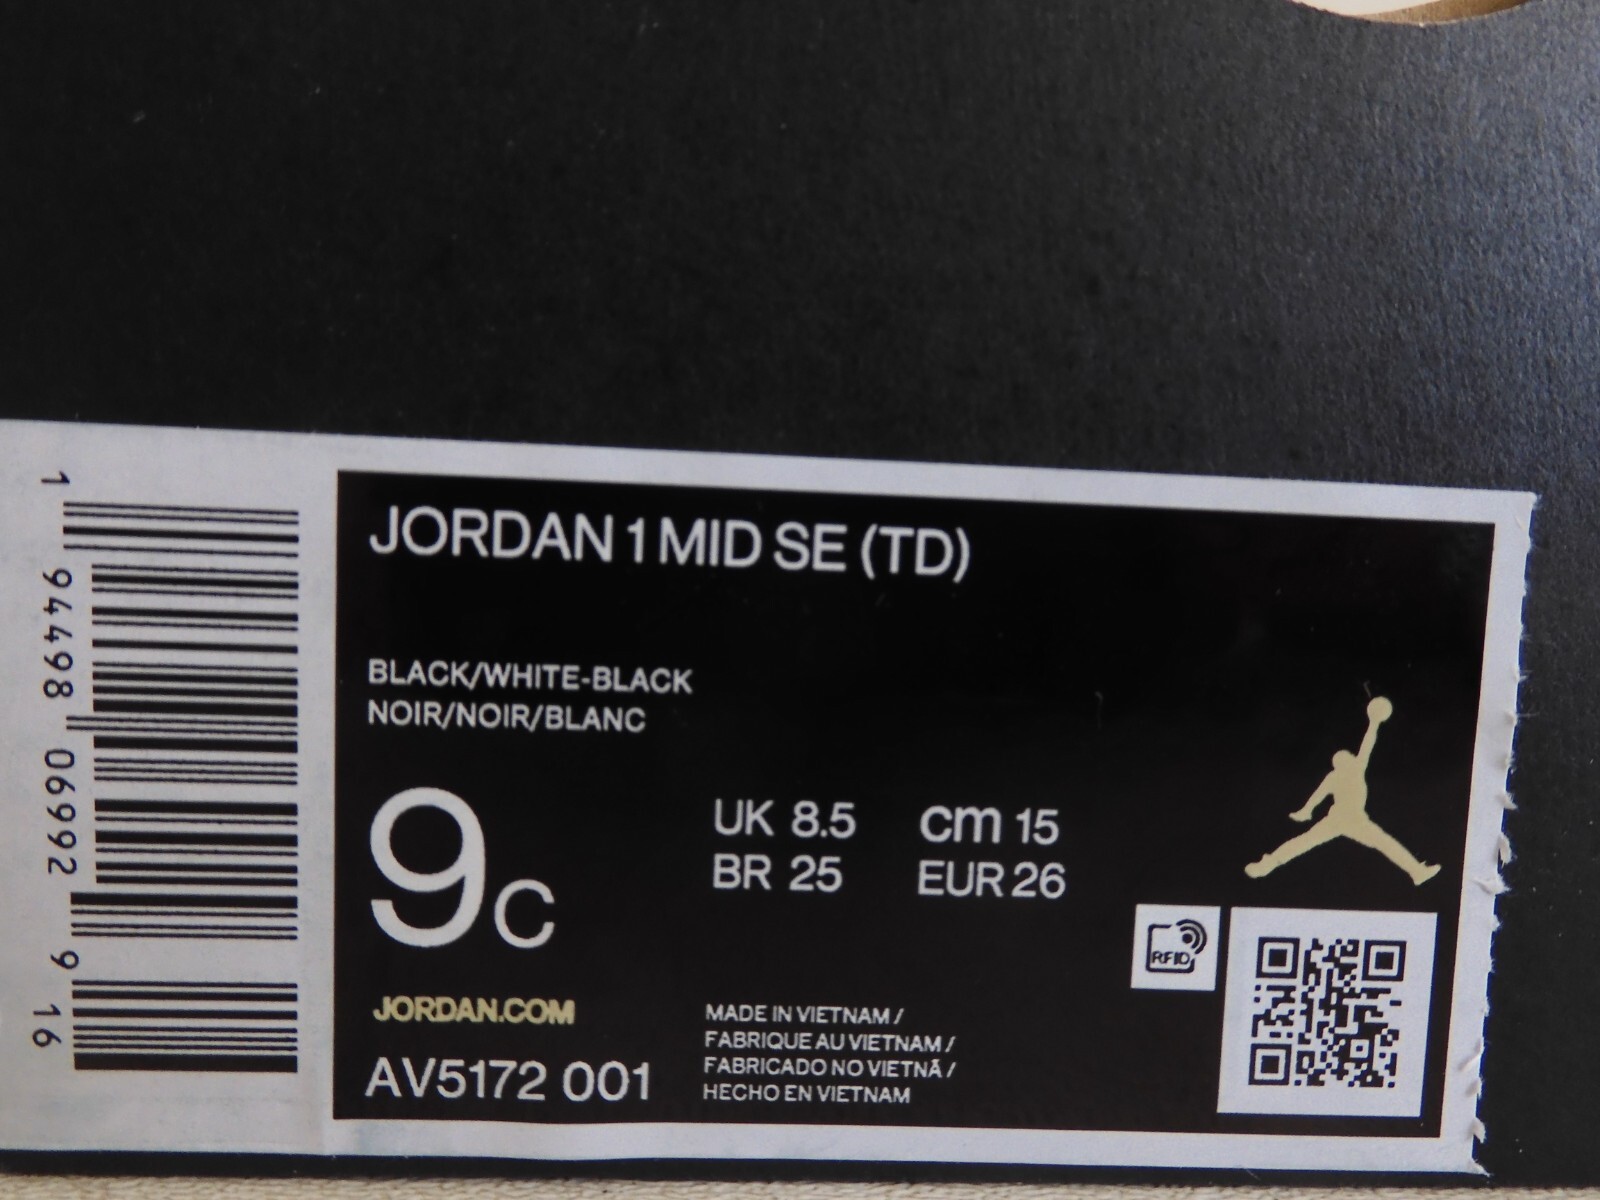 JORDAN 1 MID SE (TD)
BLACK/WHITE-BLACK
NOIR/NOIR/BLANC
9C
UK 8.5 cm 15
BR 25 EUR 26
JORDAN.COM
AV5172 001
MADE IN VIETNAM /
FABRIQUE AU VIETNAM /
FABRICADO NO VIETNÃ /
HECHO EN VIETNAM
RFID
1 94498 06992 9 16